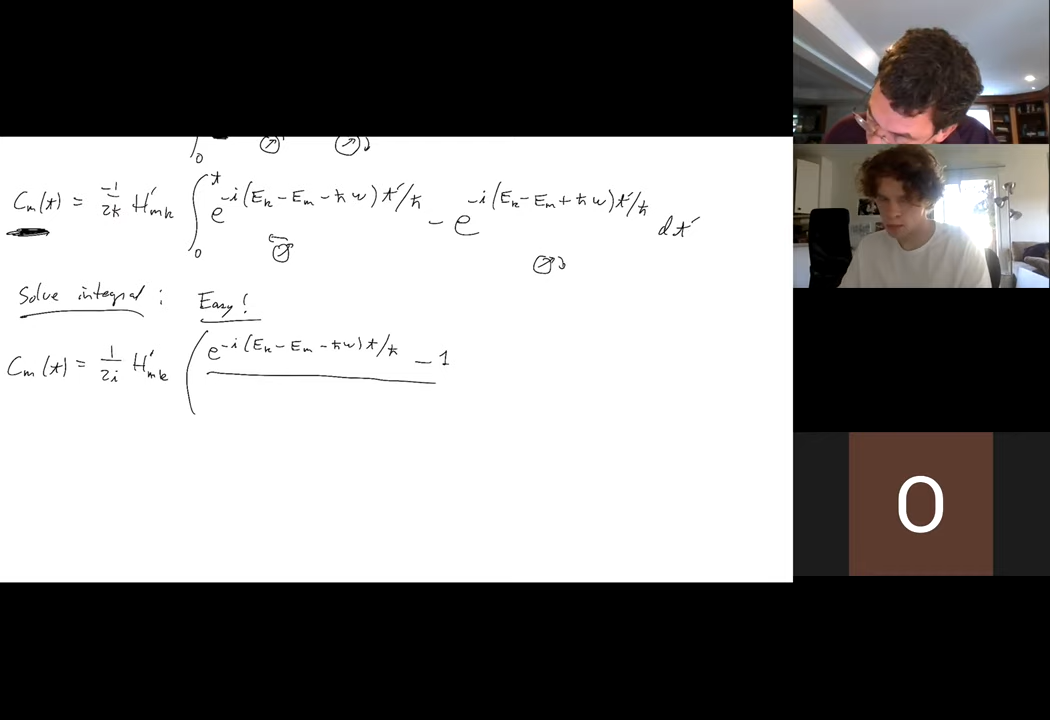 0
C_m(t) = -1/2ħ H'_mk ∫_0^t e^{-i(E_k - E_m - ħω)t'/ħ} - e^{-i(E_k - E_m + ħω)t'/ħ} dt'
Solve integral : Easy!
C_m(t) = 1/2i H'_mk ( e^{-i(E_k - E_m - ħω)t/ħ} - 1
O